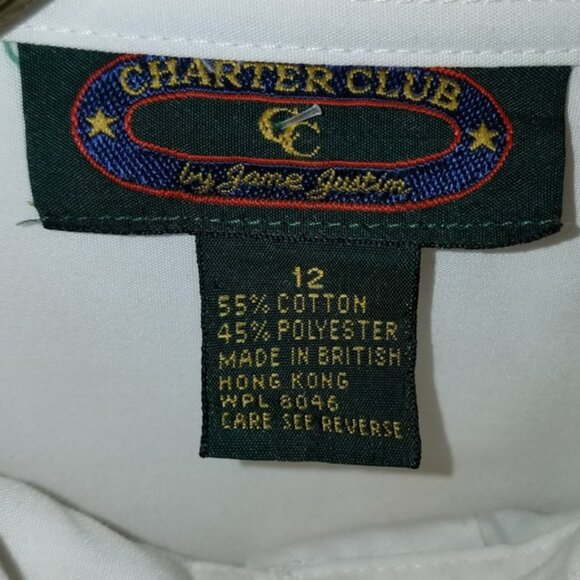 CHARTER CLUB
CC
by Jame Justin
12
55% COTTON
45% POLYESTER
MADE IN BRITISH
HONG KONG
WPL 8046
CARE SEE REVERSE